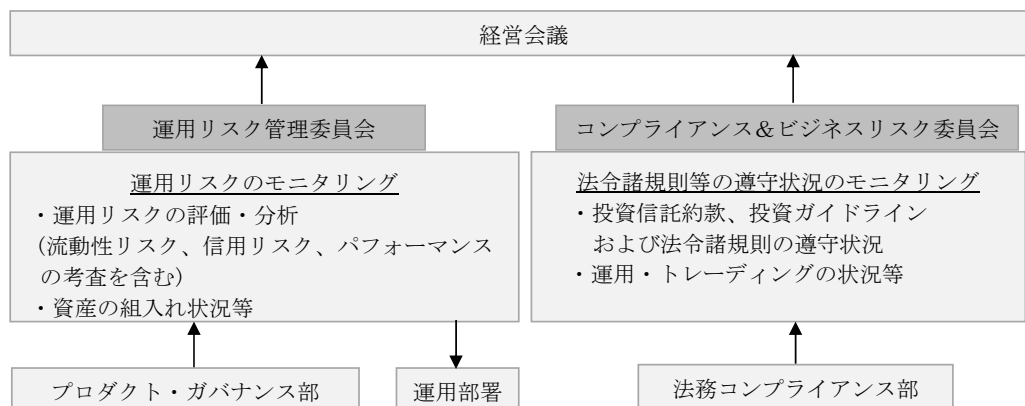 経営会議
運用リスク管理委員会
運用リスクのモニタリング
・運用リスクの評価・分析
(流動性リスク、信用リスク、パフォーマンス
の考査を含む)
・資産の組入れ状況等
コンプライアンス&ビジネスリスク委員会
法令諸規則等の遵守状況のモニタリング
・投資信託約款、投資ガイドライン
および法令諸規則の遵守状況
・運用・トレーディングの状況等
プロダクト・ガバナンス部
運用部署
法務コンプライアンス部